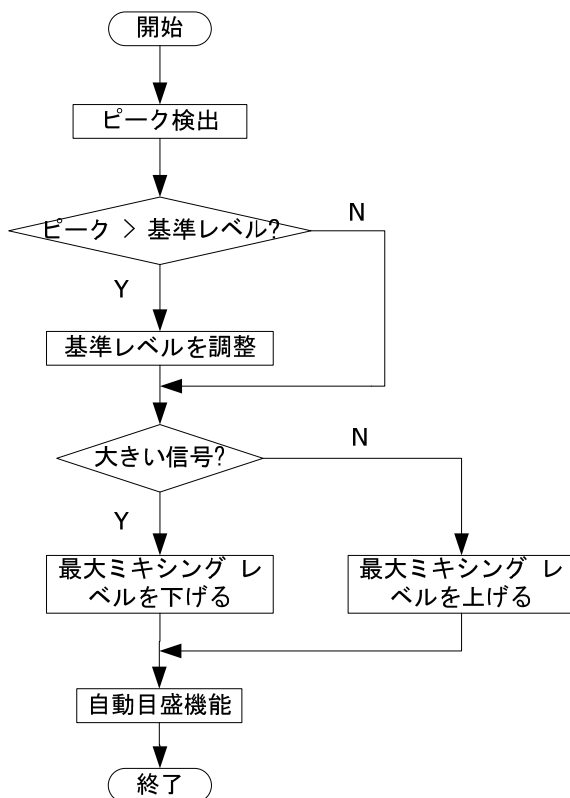 開始
ピーク検出
ピーク > 基準レベル?
N
Y
基準レベルを調整
大きい信号?
N
Y
最大ミキシング レ
ベルを下げる
最大ミキシング レ
ベルを上げる
自動目盛機能
終了